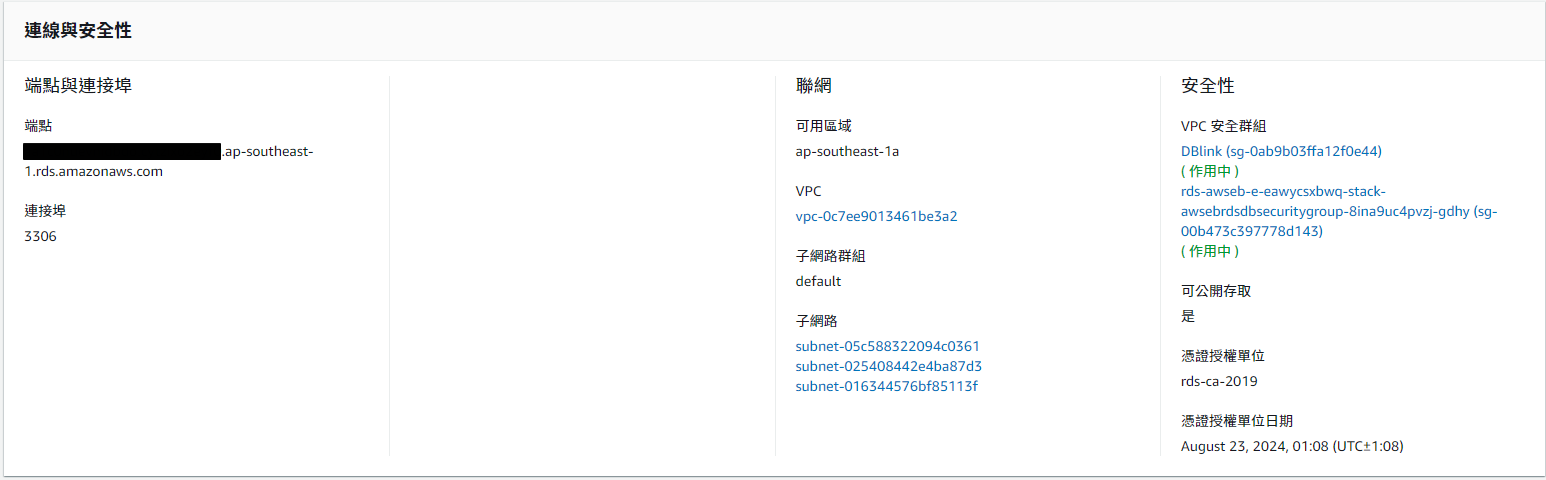 連線與安全性
端點與連接埠
端點
.ap-southeast-
1.rds.amazonaws.com
連接埠
3306
聯網
可用區域
ap-southeast-1a
VPC
vpc-0c7ee9013461be3a2
子網路群組
default
子網路
subnet-05c588322094c0361
subnet-025408442e4ba87d3
subnet-016344576bf85113f
安全性
VPC 安全群組
DBlink (sg-0ab9b03ffa12f0e44)
( 作用中 )
rds-awseb-e-eawycsxbwq-stack-
awsebrdsdbsecuritygroup-8ina9uc4pvzj-gdhy (sg-
00b473c397778d143)
( 作用中 )
可公開存取
是
憑證授權單位
rds-ca-2019
憑證授權單位日期
August 23, 2024, 01:08 (UTC±1:08)